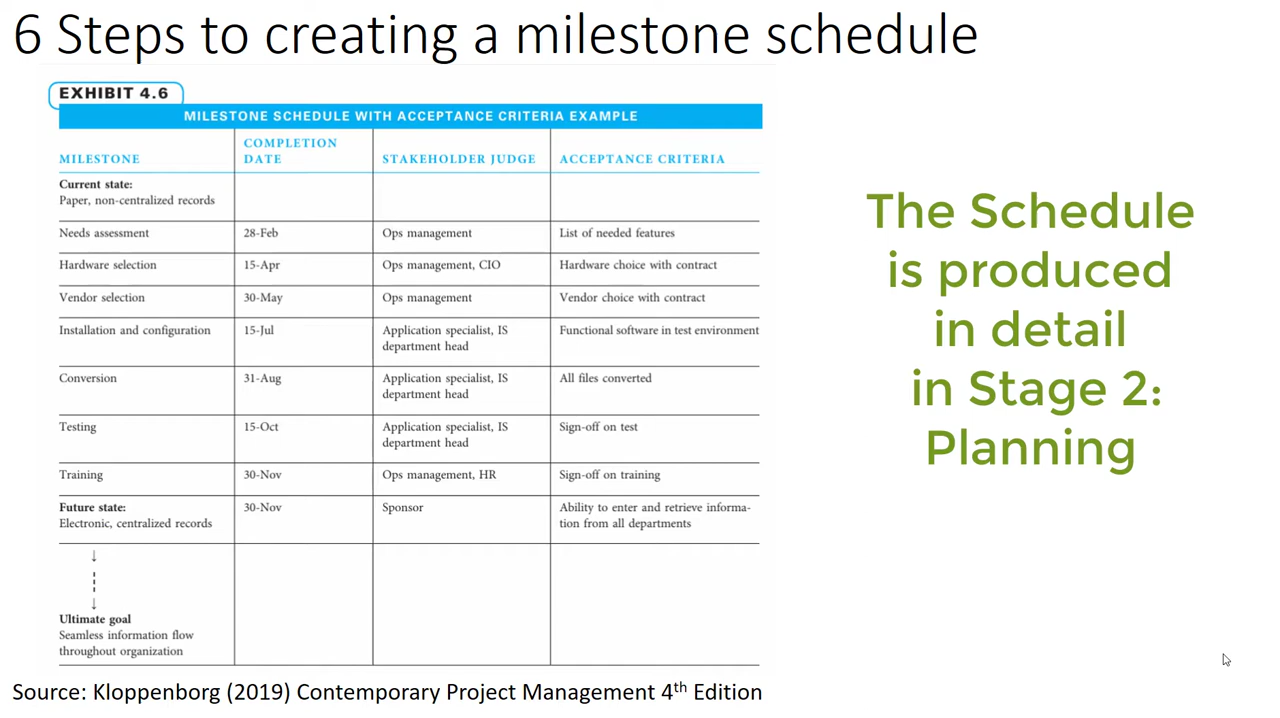 6 Steps to creating a milestone schedule
EXHIBIT 4.6
MILESTONE SCHEDULE WITH ACCEPTANCE CRITERIA EXAMPLE
MILESTONE COMPLETION DATE STAKEHOLDER JUDGE ACCEPTANCE CRITERIA
Current state:
Paper, non-centralized records
Needs assessment 28-Feb Ops management List of needed features
Hardware selection 15-Apr Ops management, CIO Hardware choice with contract
Vendor selection 30-May Ops management Vendor choice with contract
Installation and configuration 15-Jul Application specialist, IS department head Functional software in test environment
Conversion 31-Aug Application specialist, IS department head All files converted
Testing 15-Oct Application specialist, IS department head Sign-off on test
Training 30-Nov Ops management, HR Sign-off on training
Future state: 30-Nov Sponsor Ability to enter and retrieve informa-
Electronic, centralized records tion from all departments
Ultimate goal
Seamless information flow
throughout organization
The Schedule
is produced
in detail
in Stage 2:
Planning
Source: Kloppenborg (2019) Contemporary Project Management 4th Edition